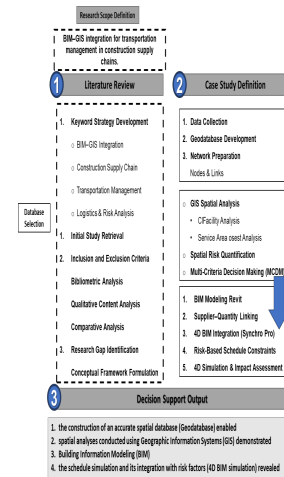 Research Scope Definition
BIM–GIS integration for transportation
management in construction supply
chains.
1
Literature Review
1. Keyword Strategy Development
○ BIM–GIS Integration
○ Construction Supply Chain
○ Transportation Management
○ Logistics & Risk Analysis
1. Initial Study Retrieval
2. Inclusion and Exclusion Criteria
Bibliometric Analysis
Qualitative Content Analysis
Comparative Analysis
3. Research Gap Identification
Conceptual Framework Formulation
Database
Selection
2
Case Study Definition
1. Data Collection
2. Geodatabase Development
3. Network Preparation
Nodes & Links
○ GIS Spatial Analysis
• ClFacility Analysis
• Service Area osest Analysis
○ Spatial Risk Quantification
○ Multi-Criteria Decision Making (MCDM)
1. BIM Modeling Revit
2. Supplier–Quantity Linking
3. 4D BIM Integration (Synchro Pro)
4. Risk-Based Schedule Constraints
5. 4D Simulation & Impact Assessment
3
Decision Support Output
1. the construction of an accurate spatial database (Geodatabase) enabled
2. spatial analyses conducted using Geographic Information Systems (GIS) demonstrated
3. Building Information Modeling (BIM)
4. the schedule simulation and its integration with risk factors (4D BIM simulation) revealed